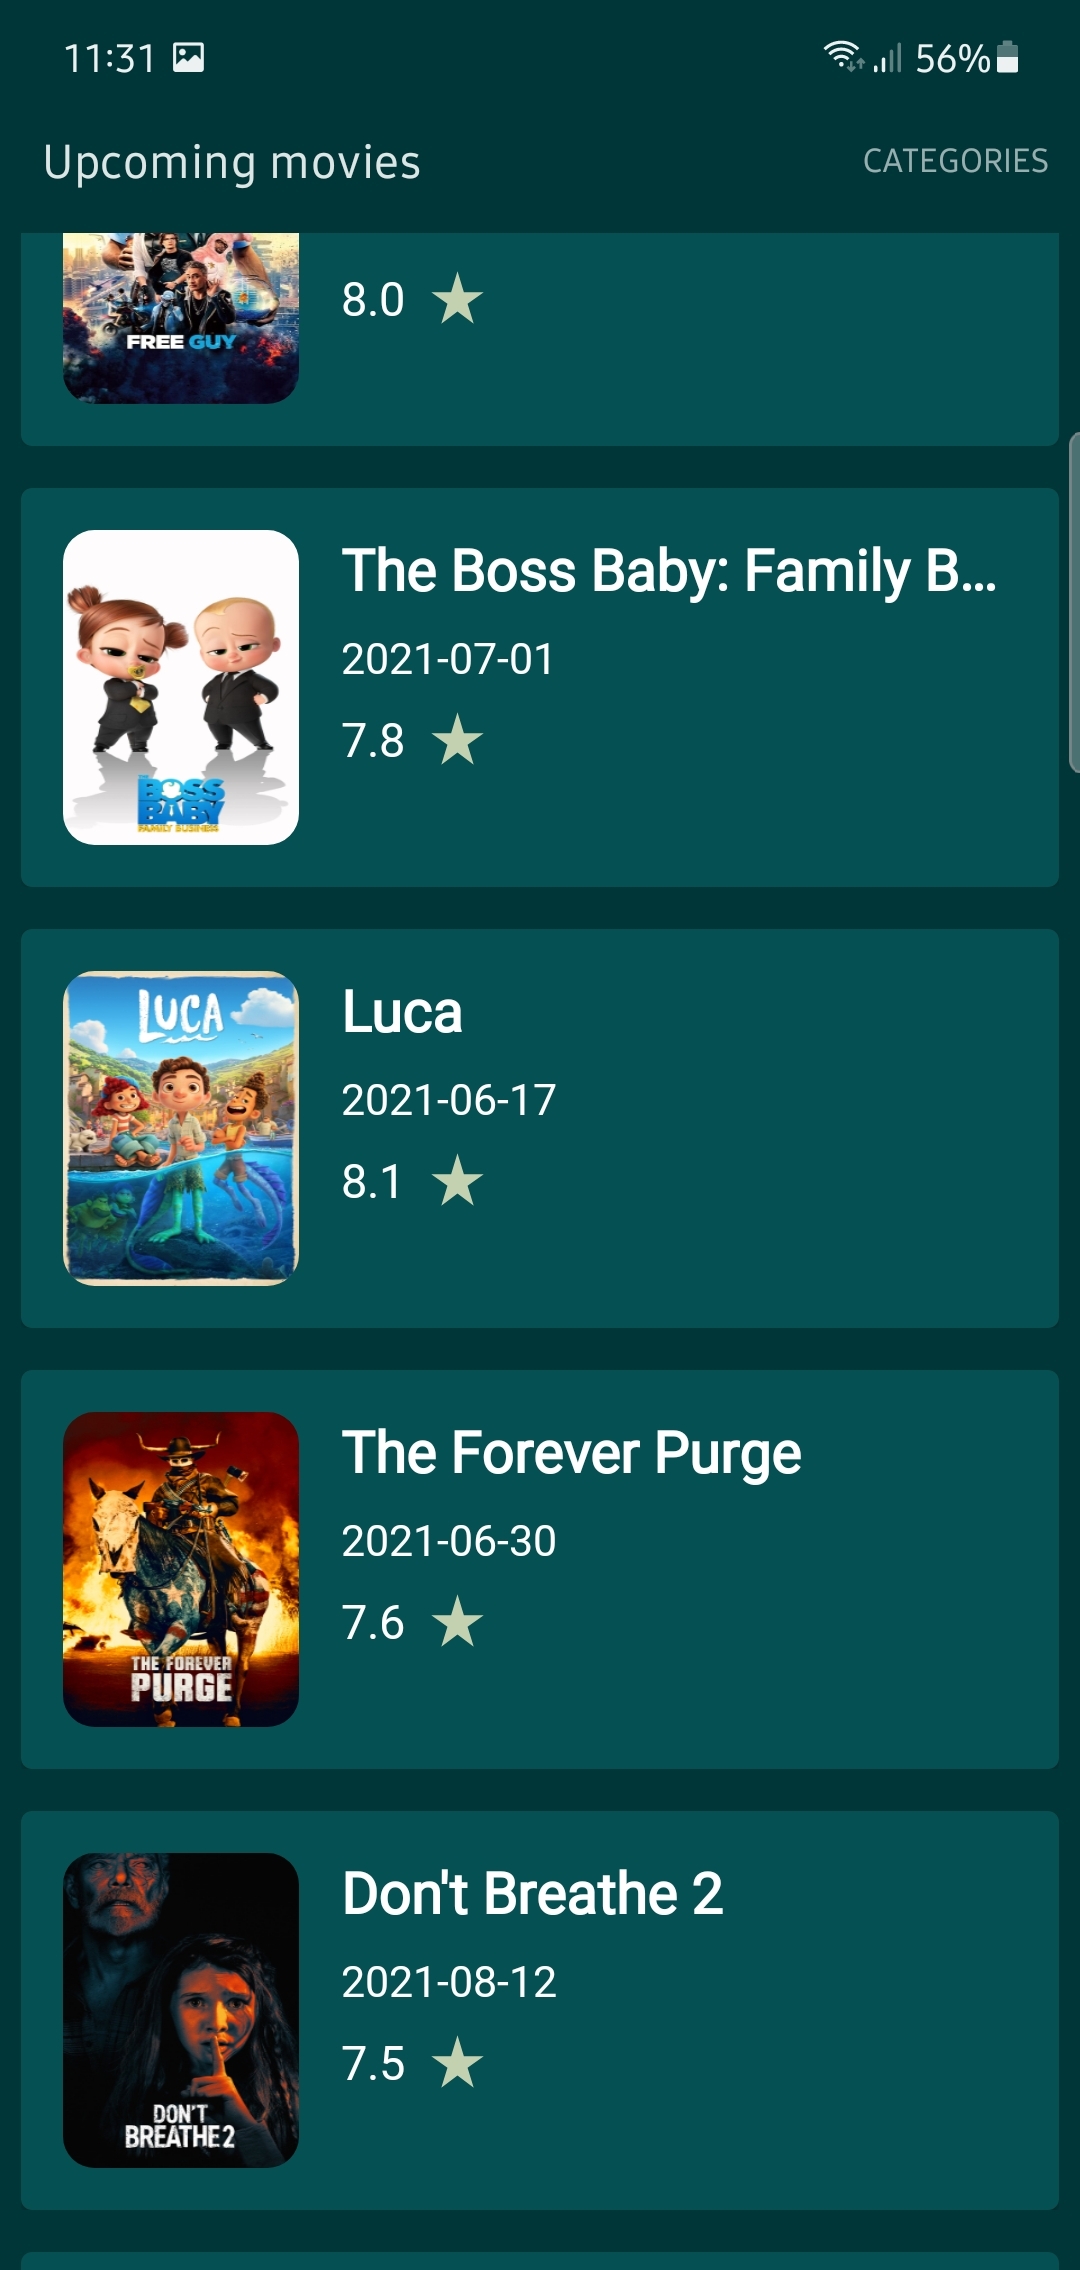 11:31 56%
Upcoming movies CATEGORIES
FREE GUY
8.0
The Boss Baby: Family B...
2021-07-01
7.8
THE
BOSS
BABY
FAMILY BUSINESS
LUCA
Luca
2021-06-17
8.1
The Forever Purge
2021-06-30
7.6
THE FOREVER
PURGE
Don't Breathe 2
2021-08-12
7.5
DON'T
BREATHE 2